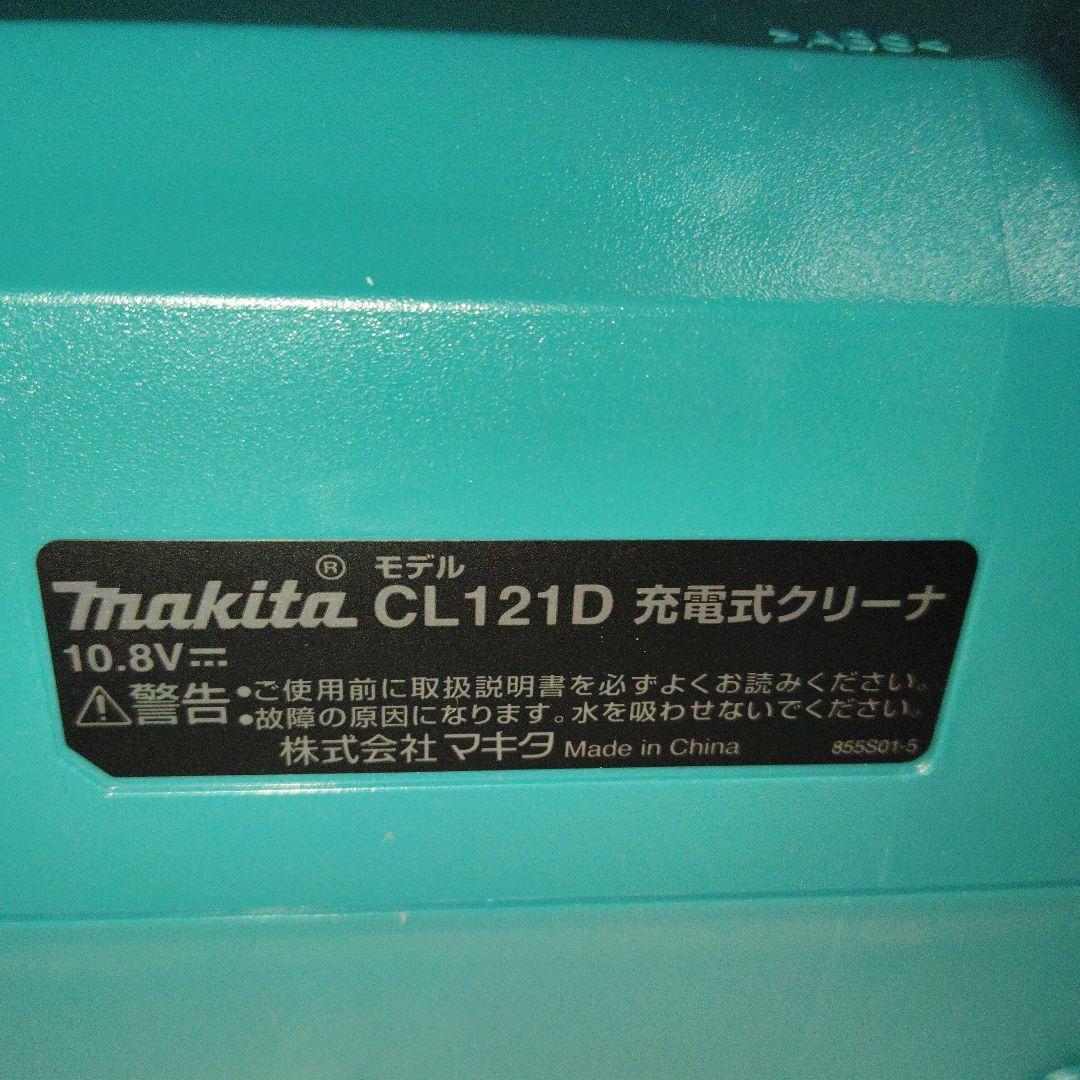 >ABS<
makita® モデル CL121D 充電式クリーナ
10.8V⎓
⚠警告 •ご使用前に取扱説明書を必ずよくお読みください。
•故障の原因になります。水を吸わせないでください。
株式会社マキタ Made in China 855S01-5